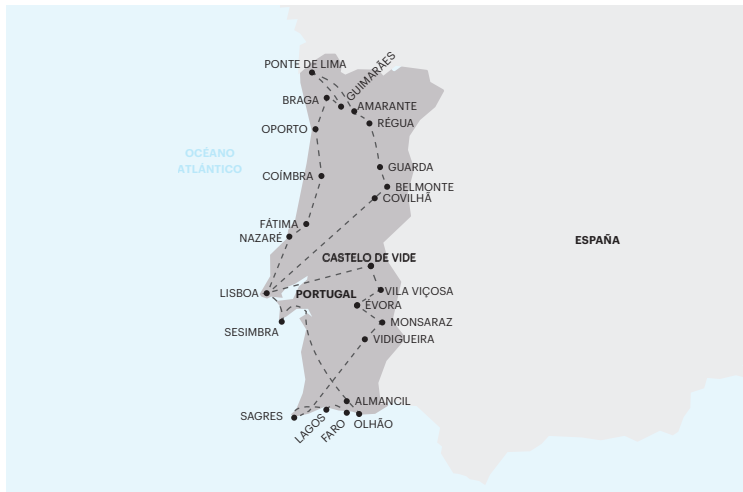 PONTE DE LIMA
GUIMARÃES
BRAGA
AMARANTE
OPORTO
RÉGUA
OCÉANO
ATLÁNTICO
COÍMBRA
GUARDA
BELMONTE
COVILHÃ
FÁTIMA
NAZARÉ
ESPAÑA
CASTELO DE VIDE
LISBOA
PORTUGAL
VILA VIÇOSA
ÉVORA
SESIMBRA
MONSARAZ
VIDIGUEIRA
ALMANCIL
SAGRES
LAGOS
FARO
OLHÃO